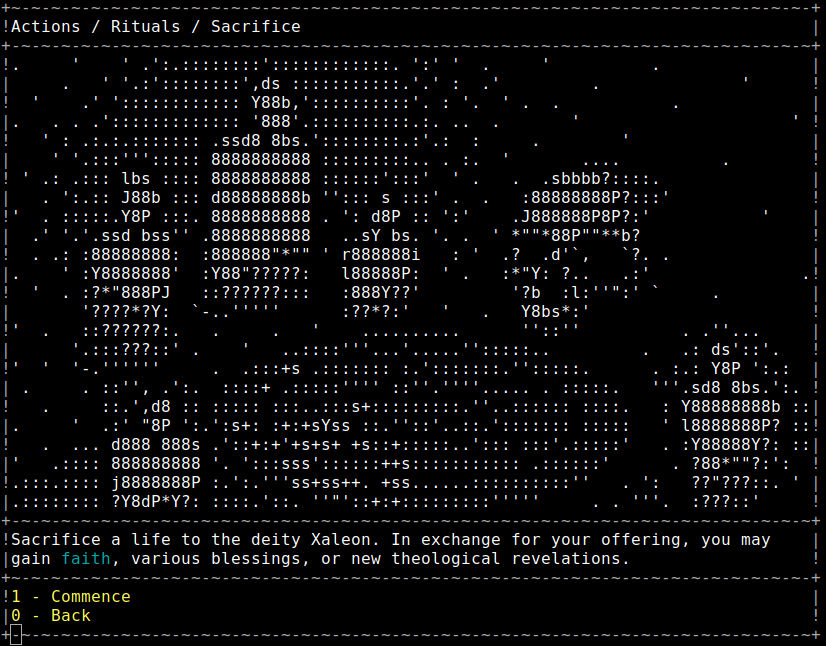 Actions / Rituals / Sacrifice
Sacrifice a life to the deity Xaleon. In exchange for your offering, you may
gain faith, various blessings, or new theological revelations.
1 - Commence
0 - Back